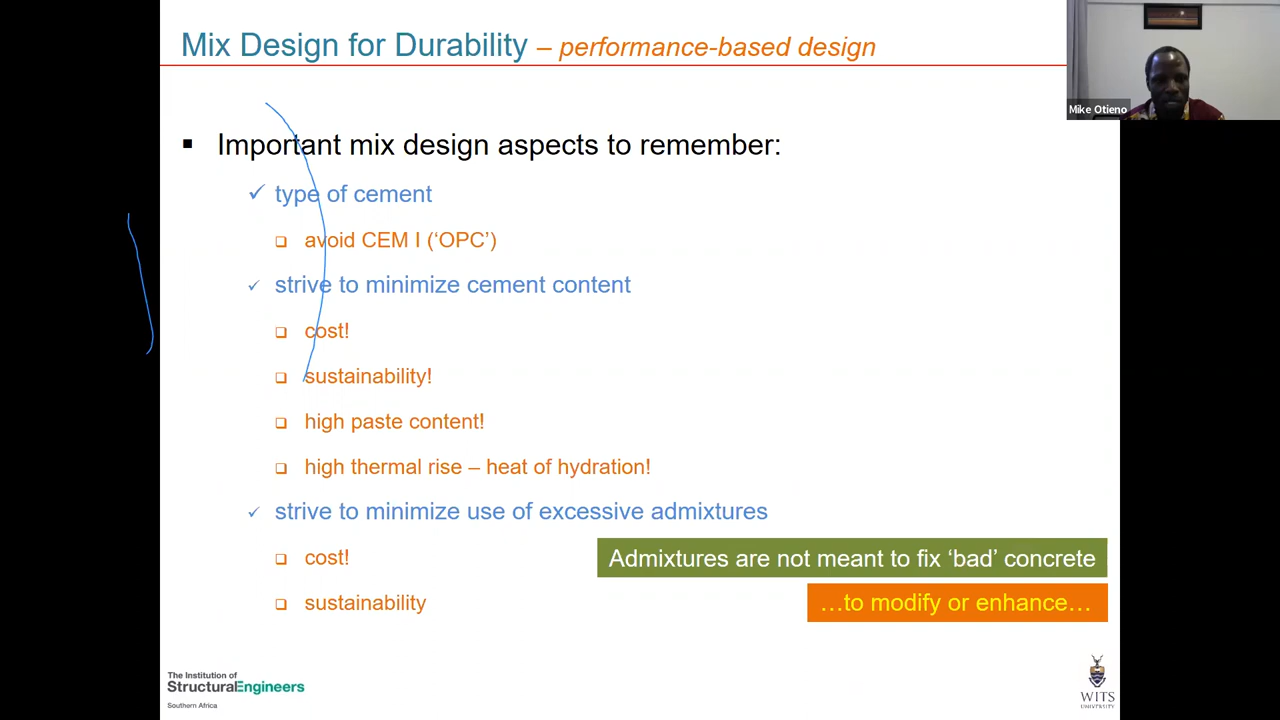 Mix Design for Durability – performance-based design
Mike Otieno
Important mix design aspects to remember:
type of cement
avoid CEM I (‘OPC’)
strive to minimize cement content
cost!
sustainability!
high paste content!
high thermal rise – heat of hydration!
strive to minimize use of excessive admixtures
cost!
Admixtures are not meant to fix ‘bad’ concrete
sustainability
…to modify or enhance…
The Institution of
StructuralEngineers
Southern Africa
WITS
UNIVERSITY